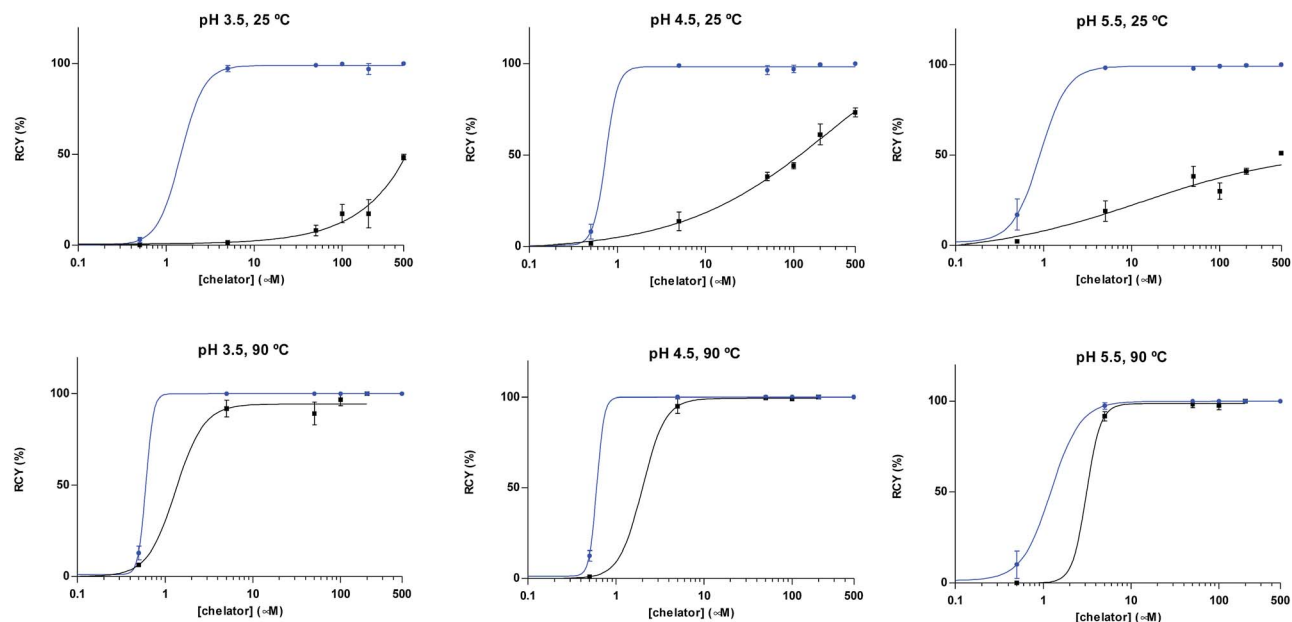 pH 3.5, 25 ºC
RCY (%)
100
50
0
0.1 1 10 100 500
[chelator] (∝M)
pH 4.5, 25 ºC
RCY (%)
100
50
0
0.1 1 10 100 500
[chelator] (∝M)
pH 5.5, 25 ºC
RCY (%)
100
50
0
0.1 1 10 100 500
[chelator] (∝M)
pH 3.5, 90 ºC
RCY (%)
100
50
0
0.1 1 10 100 500
[chelator] (∝M)
pH 4.5, 90 ºC
RCY (%)
100
50
0
0.1 1 10 100 500
[chelator] (∝M)
pH 5.5, 90 ºC
RCY (%)
100
50
0
0.1 1 10 100 500
[chelator] (∝M)